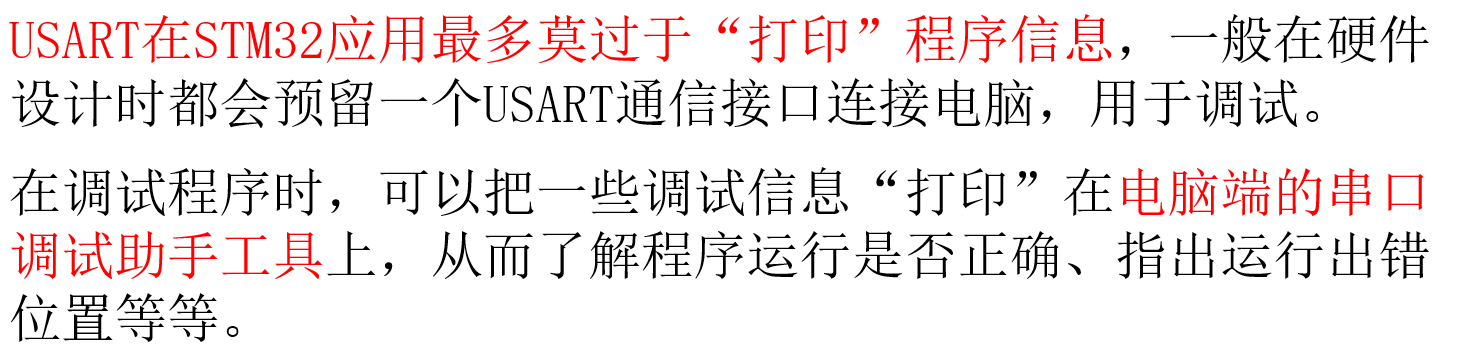 USART在STM32应用最多莫过于“打印”程序信息，一般在硬件
设计时都会预留一个USART通信接口连接电脑，用于调试。
在调试程序时，可以把一些调试信息“打印”在电脑端的串口
调试助手工具上，从而了解程序运行是否正确、指出运行出错
位置等等。